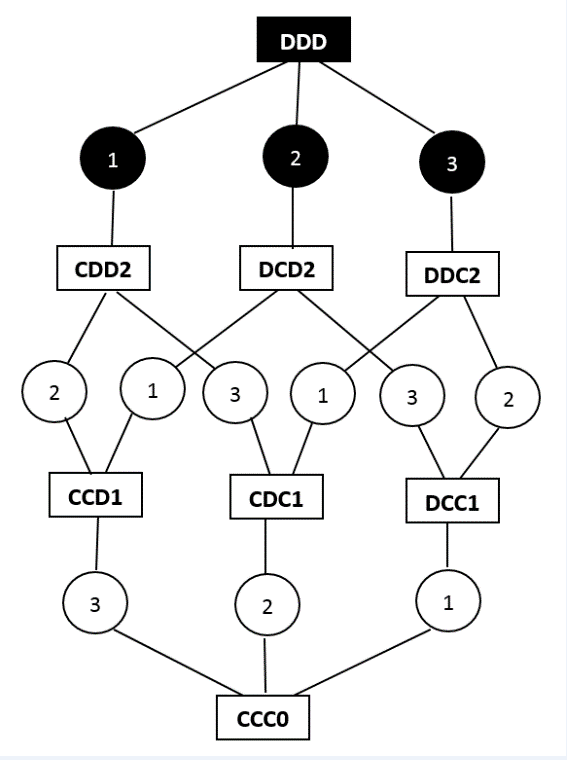 DDD
1 2 3
CDD2 DCD2 DDC2
2 1 3 1 3 2
CCD1 CDC1 DCC1
3 2 1
CCC0